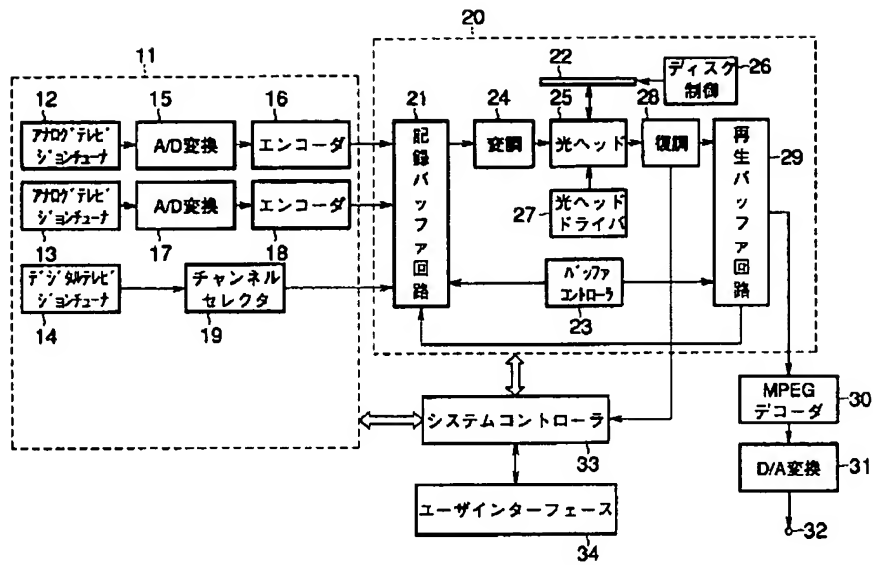 20
11
12
アナログテレビ
ジョンチューナ
15
A/D変換
16
エンコーダ
アナログテレビ
ジョンチューナ
13
A/D変換
17
エンコーダ
18
デジタルテレビ
ジョンチューナ
14
チャンネル
セレクタ
19
21
記録バッファ回路
24
変調
22
25
光ヘッド
ディスク
制御
26
28
復調
再生バッファ回路
29
27
光ヘッド
ドライバ
バッファ
コントローラ
23
システムコントローラ
33
ユーザインターフェース
34
MPEG
デコーダ
30
D/A変換
31
32